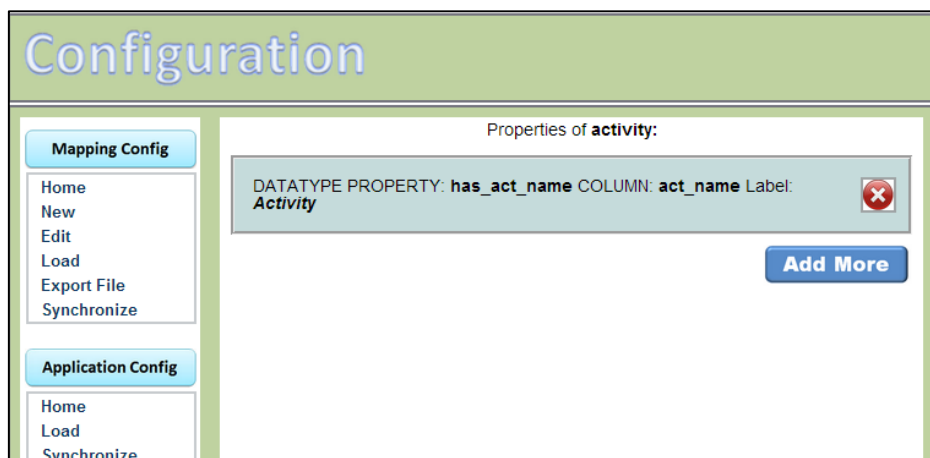 Configuration
Mapping Config
Home
New
Edit
Load
Export File
Synchronize
Application Config
Home
Load
Synchronize
Properties of activity:
DATATYPE PROPERTY: has_act_name COLUMN: act_name Label:
Activity
Add More